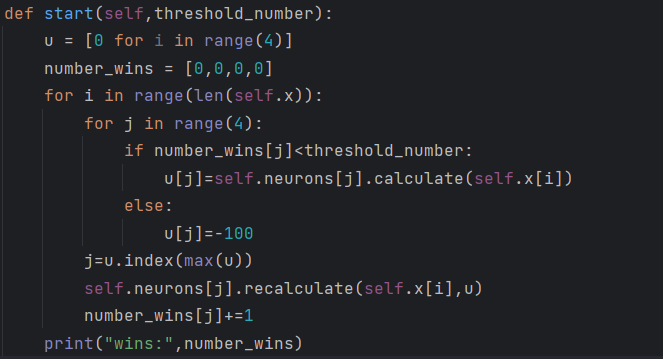 def start(self,threshold_number):
    u = [0 for i in range(4)]
    number_wins = [0,0,0,0]
    for i in range(len(self.x)):
        for j in range(4):
            if number_wins[j]<threshold_number:
                u[j]=self.neurons[j].calculate(self.x[i])
            else:
                u[j]=-100
        j=u.index(max(u))
        self.neurons[j].recalculate(self.x[i],u)
        number_wins[j]+=1
    print("wins:",number_wins)